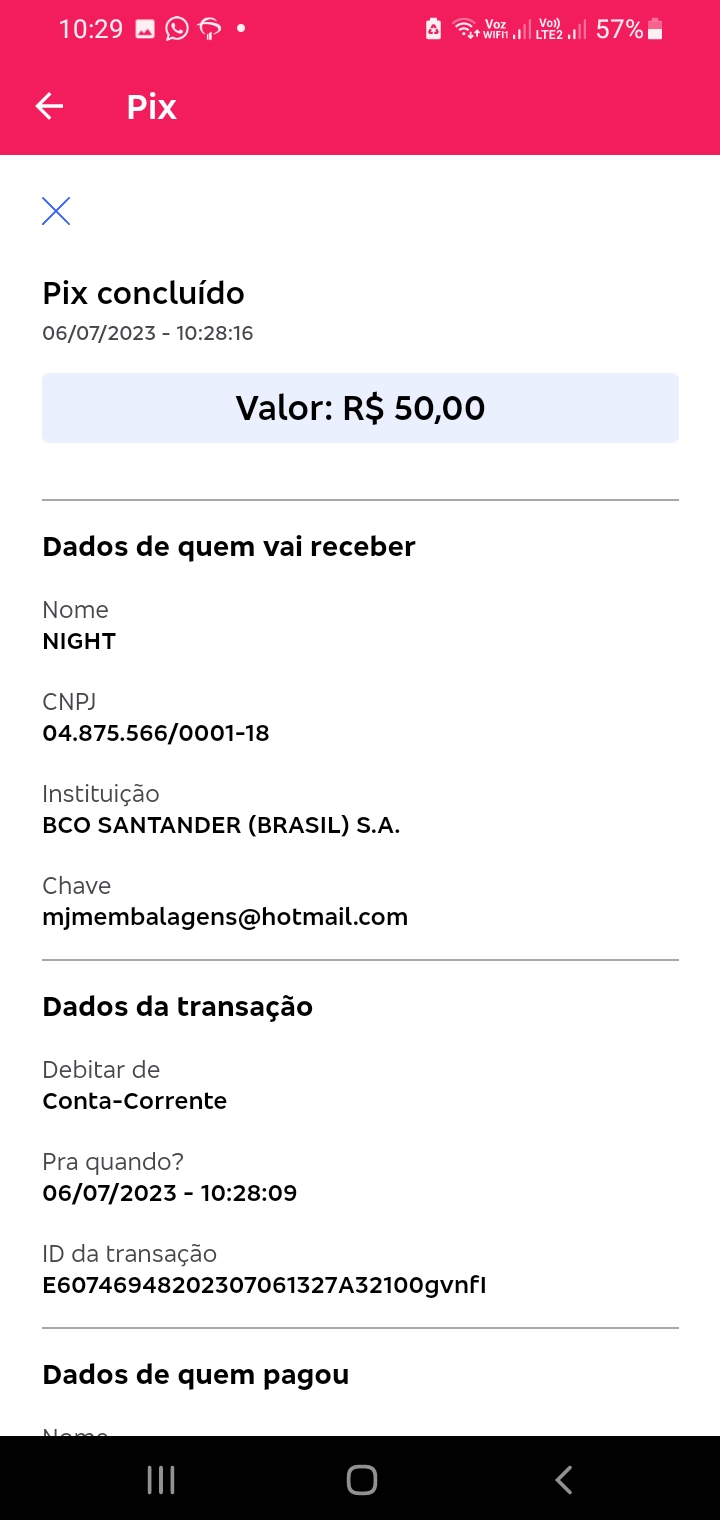 10:29 Voz WIFI1 Vo)) LTE2 57%
Pix
Pix concluído
06/07/2023 - 10:28:16
Valor: R$ 50,00
Dados de quem vai receber
Nome
NIGHT
CNPJ
04.875.566/0001-18
Instituição
BCO SANTANDER (BRASIL) S.A.
Chave
mjmembalagens@hotmail.com
Dados da transação
Debitar de
Conta-Corrente
Pra quando?
06/07/2023 - 10:28:09
ID da transação
E60746948202307061327A32100gvnfI
Dados de quem pagou
Nome